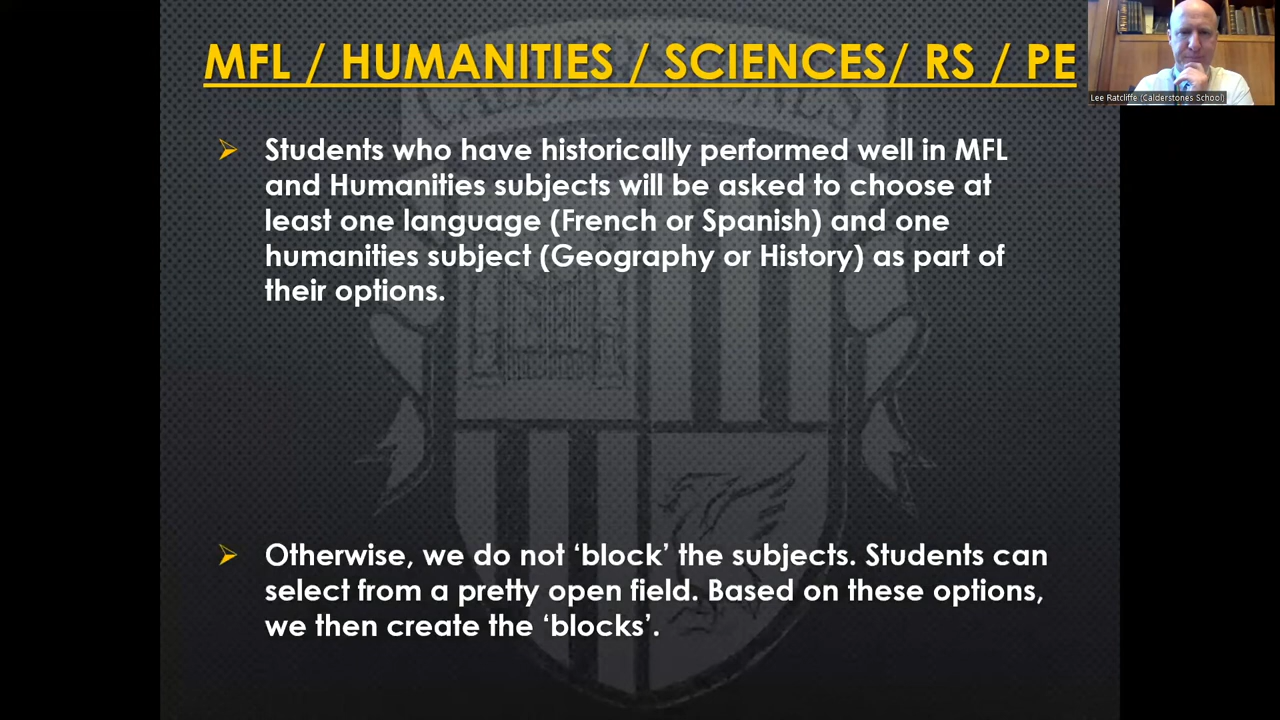 MFL / HUMANITIES / SCIENCES/ RS / PE
Lee Ratcliffe (Calderstones School)
Students who have historically performed well in MFL
and Humanities subjects will be asked to choose at
least one language (French or Spanish) and one
humanities subject (Geography or History) as part of
their options.
Otherwise, we do not ‘block’ the subjects. Students can
select from a pretty open field. Based on these options,
we then create the ‘blocks’.